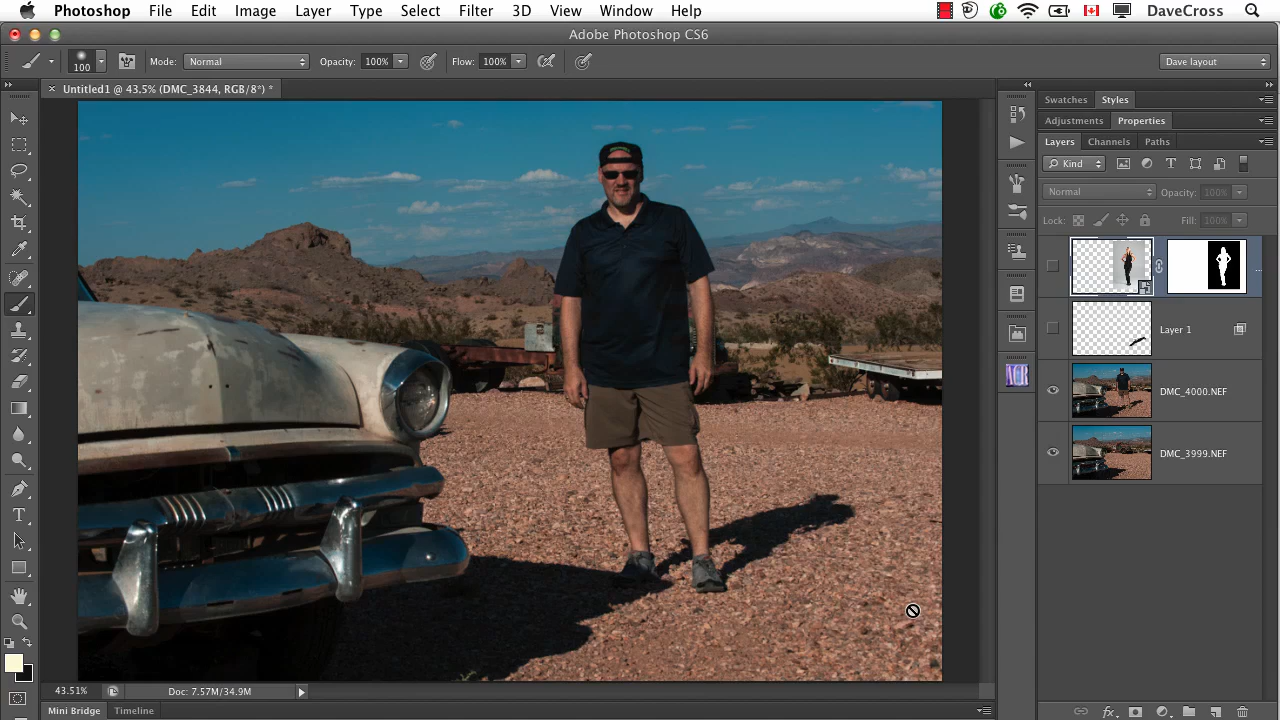 Photoshop File Edit Image Layer Type Select Filter 3D View Window Help DaveCross
Adobe Photoshop CS6
100 Mode: Normal Opacity: 100% Flow: 100% Dave layout
Untitled1 @ 43.5% (DMC_3844, RGB/8*) *
Swatches Styles
Adjustments Properties
Layers Channels Paths
Kind
Normal Opacity: 100%
Lock: Fill: 100%
...
Layer 1
DMC_4000.NEF
DMC_3999.NEF
43.51% Doc: 7.57M/34.9M
Mini Bridge Timeline